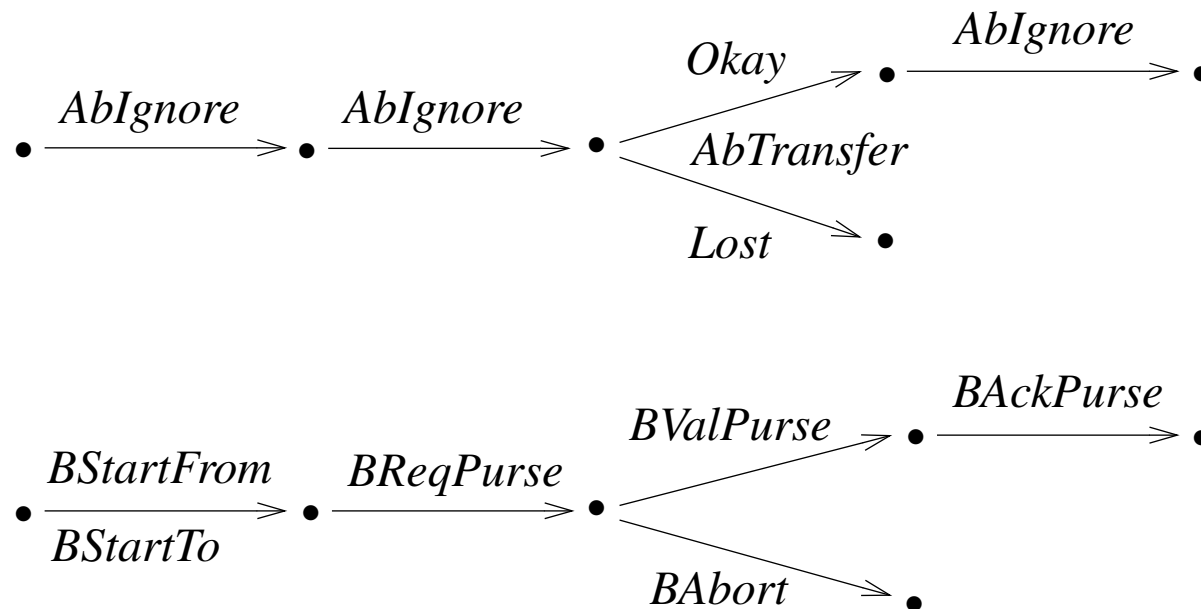 Okay
AbIgnore
AbIgnore
AbIgnore
AbTransfer
Lost
BValPurse
BAckPurse
BStartFrom
BReqPurse
BStartTo
BAbort